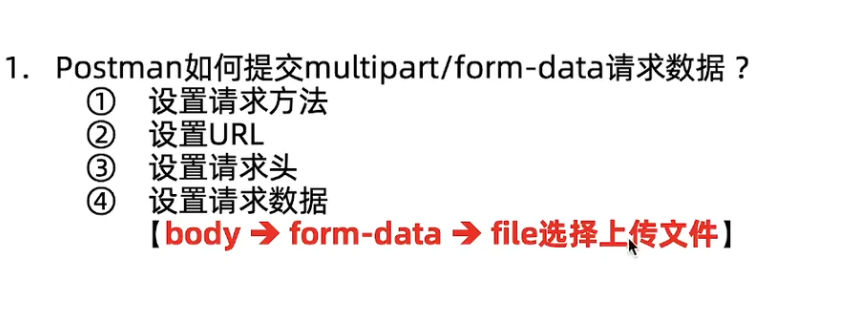 1. Postman如何提交multipart/form-data请求数据？
① 设置请求方法
② 设置URL
③ 设置请求头
④ 设置请求数据
【body ➔ form-data ➔ file选择上传文件】